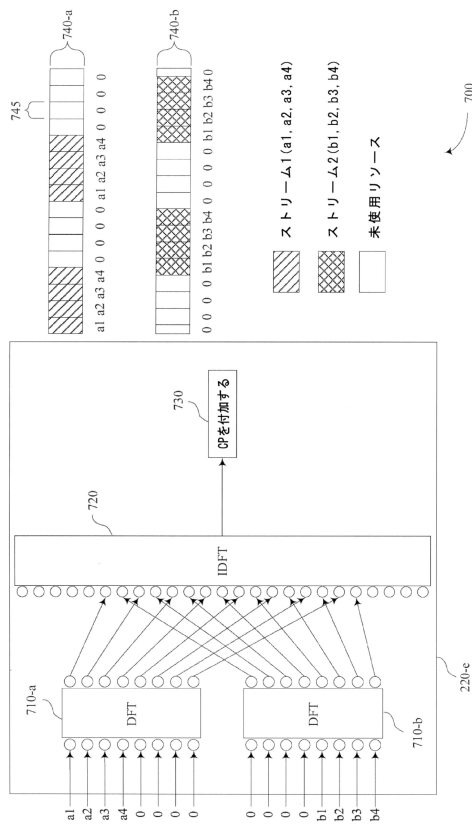 a1
a2
a3
a4
0
0
0
0
0
0
0
0
b1
b2
b3
b4
710-a
DFT
DFT
710-b
720
IDFT
730
CPを付加する
220-e
745
740-a
a1 a2 a3 a4 0 0 0 0 a1 a2 a3 a4 0 0 0 0
740-b
0 0 0 0 b1 b2 b3 b4 0 0 0 0 b1 b2 b3 b4 0
ストリーム1(a1, a2, a3, a4)
ストリーム2(b1, b2, b3, b4)
未使用リソース
700